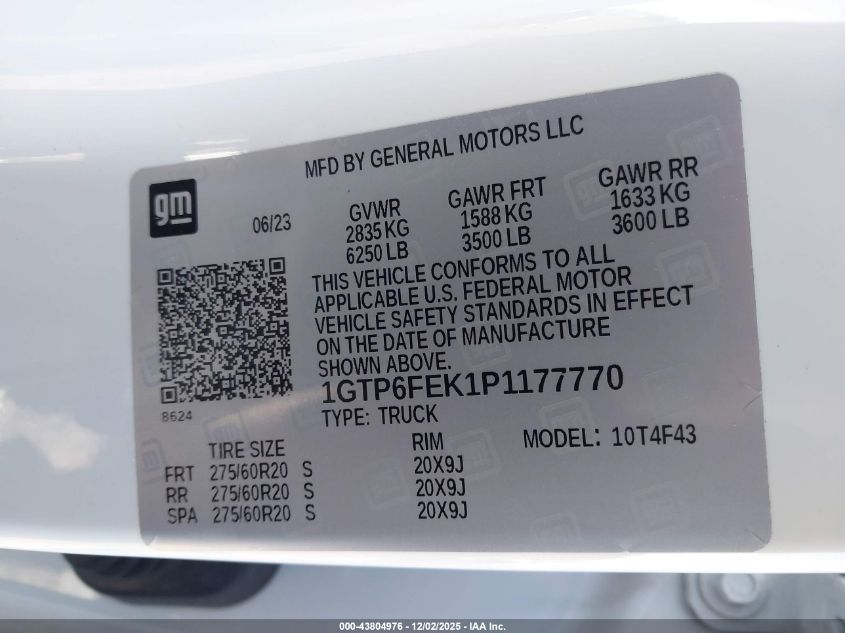 MFD BY GENERAL MOTORS LLC
gm
06/23
GVWR GAWR FRT GAWR RR
2835 KG 1588 KG 1633 KG
6250 LB 3500 LB 3600 LB
THIS VEHICLE CONFORMS TO ALL
APPLICABLE U.S. FEDERAL MOTOR
VEHICLE SAFETY STANDARDS IN EFFECT
ON THE DATE OF MANUFACTURE
SHOWN ABOVE.
1GTP6FEK1P1177770
8624
TYPE: TRUCK
TIRE SIZE RIM MODEL: 10T4F43
FRT 275/60R20 S 20X9J
RR 275/60R20 S 20X9J
SPA 275/60R20 S 20X9J
000-43804976 - 12/02/2025 - IAA Inc.